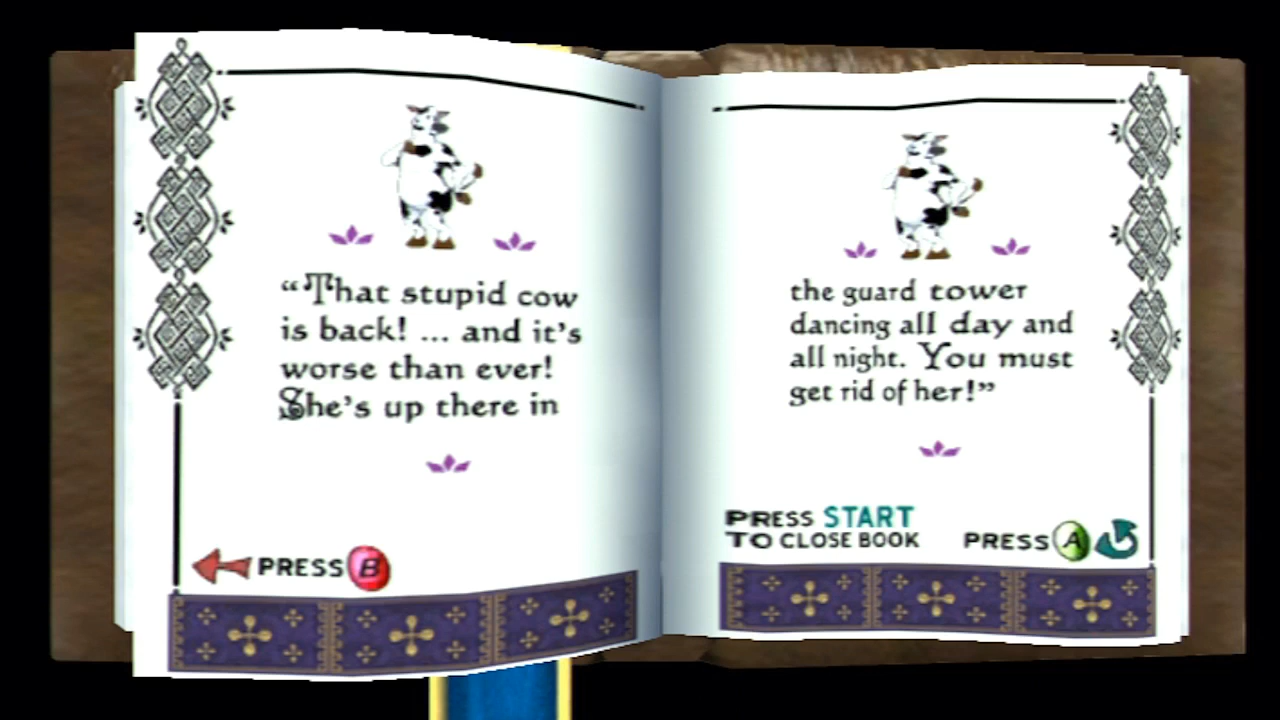 “That stupid cow
is back! ... and it's
worse than ever!
She's up there in
PRESS B
the guard tower
dancing all day and
all night. You must
get rid of her!”
PRESS START
TO CLOSE BOOK
PRESS A